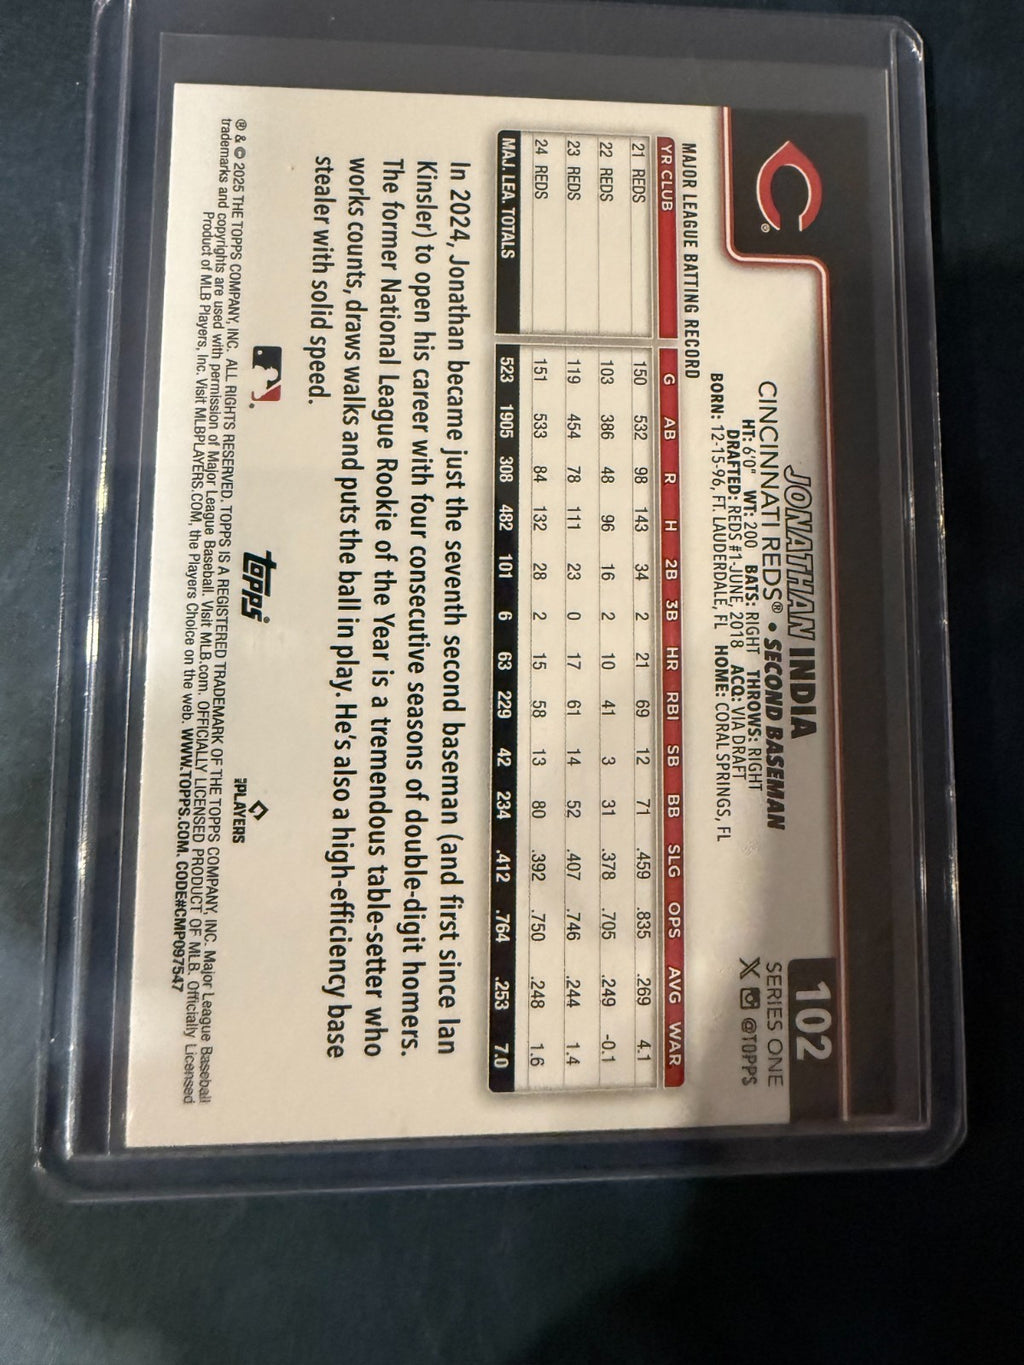 JONATHAN INDIA
CINCINNATI REDS® • SECOND BASEMAN
HT: 6'0" WT: 200 BATS: RIGHT THROWS: RIGHT
DRAFTED: REDS #1-JUNE, 2018 ACQ: VIA DRAFT
BORN: 12-15-96, FT. LAUDERDALE, FL HOME: CORAL SPRINGS, FL
102
SERIES ONE
@TOPPS
MAJOR LEAGUE BATTING RECORD
YR CLUB G AB R H 2B 3B HR RBI SB BB SLG OPS AVG WAR
21 REDS 150 532 98 143 34 2 21 69 12 71 .459 .835 .269 4.1
22 REDS 103 386 48 96 16 2 10 41 3 31 .378 .705 .249 -0.1
23 REDS 119 454 78 111 23 0 17 61 14 52 .407 .746 .244 1.4
24 REDS 151 533 84 132 28 2 15 58 13 80 .392 .750 .248 1.6
MAJ. LEA. TOTALS 523 1905 308 482 101 6 63 229 42 234 .412 .764 .253 7.0
In 2024, Jonathan became just the seventh second baseman (and first since Ian
Kinsler) to open his career with four consecutive seasons of double-digit homers.
The former National League Rookie of the Year is a tremendous table-setter who
works counts, draws walks and puts the ball in play. He's also a high-efficiency base
stealer with solid speed.
topps
PLAYERS
® & © 2025 THE TOPPS COMPANY, INC. ALL RIGHTS RESERVED. TOPPS IS A REGISTERED TRADEMARK OF THE TOPPS COMPANY, INC. Major League Baseball
trademarks and copyrights are used with permission of Major League Baseball. Visit MLB.com. OFFICIALLY LICENSED PRODUCT OF MLB. Officially Licensed
Product of MLB Players, Inc. Visit MLBPLAYERS.COM, the Players Choice on the web. WWW.TOPPS.COM. CODE#CMP097547